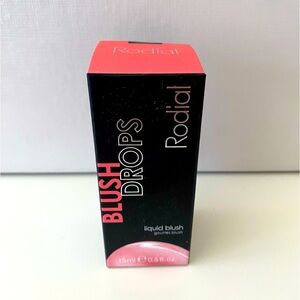 Rodial
BLUSH
DROPS
Rodial
liquid blush
gouttes blush
15ml ℮ 0.5 fl.oz